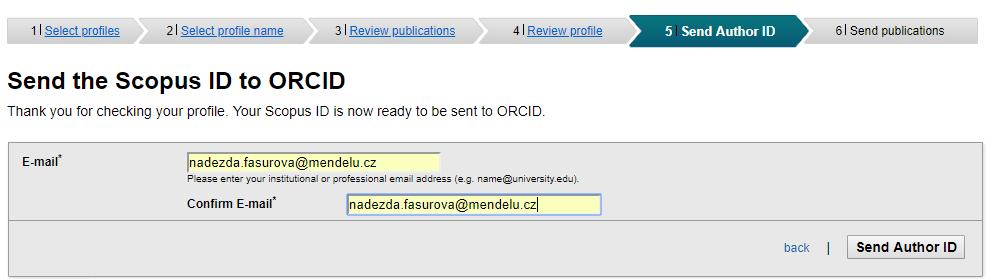 1 | Select profiles 2 | Select profile name 3 | Review publications 4 | Review profile 5 | Send Author ID 6 | Send publications
Send the Scopus ID to ORCID
Thank you for checking your profile. Your Scopus ID is now ready to be sent to ORCID.
E-mail* nadezda.fasurova@mendelu.cz
Please enter your institutional or professional email address (e.g. name@university.edu).
Confirm E-mail* nadezda.fasurova@mendelu.cz
back | Send Author ID